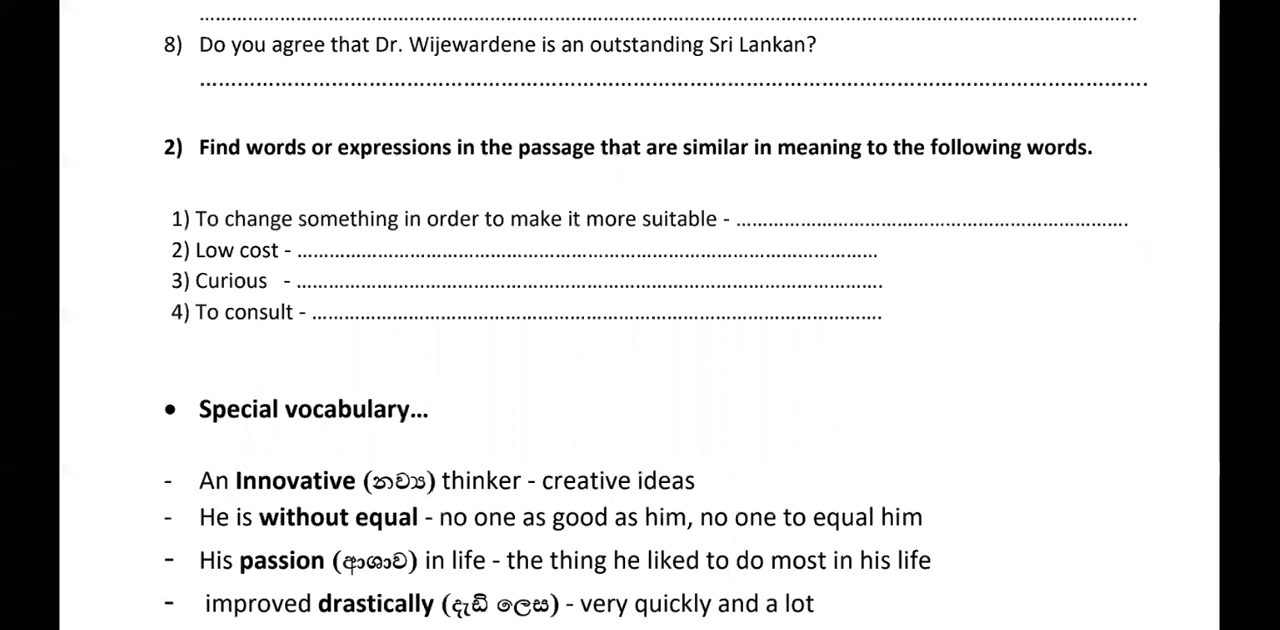 ........................................................................................................................................................
8) Do you agree that Dr. Wijewardene is an outstanding Sri Lankan?
........................................................................................................................................................
2) Find words or expressions in the passage that are similar in meaning to the following words.
1) To change something in order to make it more suitable - ................................................................
2) Low cost - ..............................................................................................
3) Curious - ...............................................................................................
4) To consult - ............................................................................................
• Special vocabulary...
- An Innovative (නව්‍ය) thinker - creative ideas
- He is without equal - no one as good as him, no one to equal him
- His passion (ආශාව) in life - the thing he liked to do most in his life
- improved drastically (දැඩි ලෙස) - very quickly and a lot